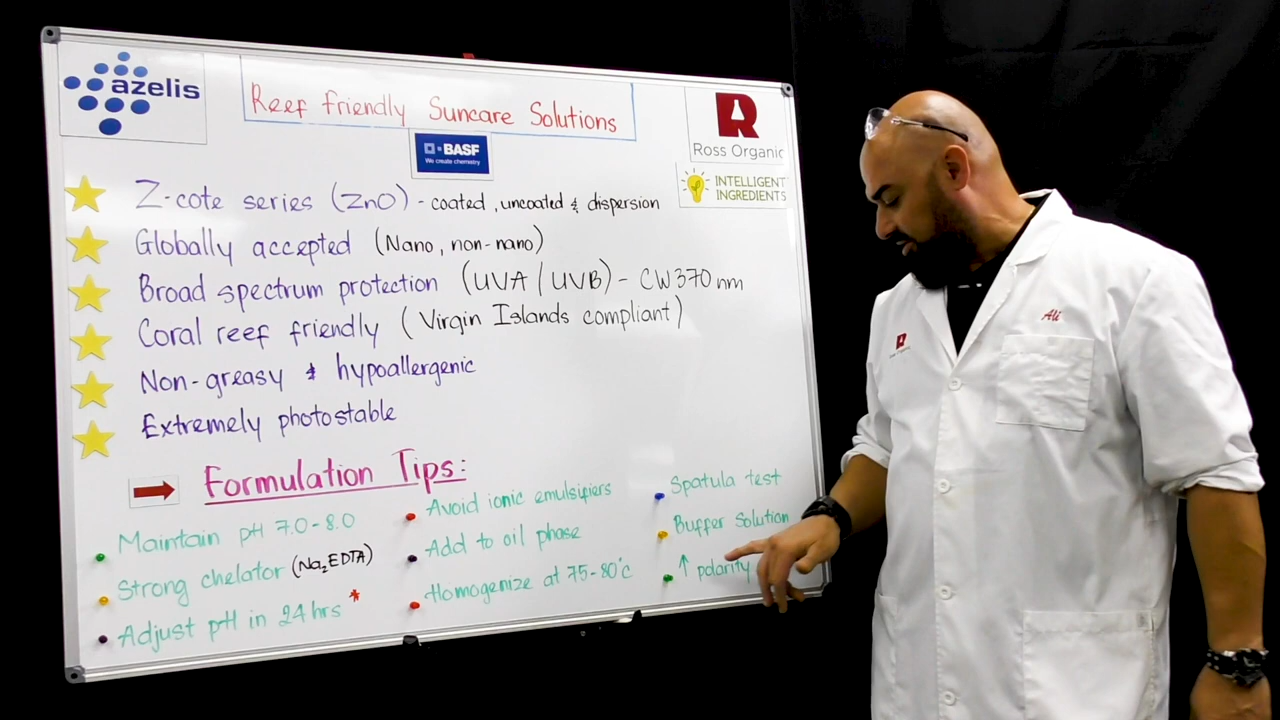 azelis
Reef friendly Suncare Solutions
BASF
We create chemistry
R
Ross Organic
INTELLIGENT
INGREDIENTS
Z-cote series (ZnO) - coated, uncoated & dispersion
Globally accepted (Nano, non-nano)
Broad spectrum protection (UVA/UVB) - CW370nm
Coral reef friendly (Virgin Islands compliant)
Non-greasy & hypoallergenic
Extremely photostable
Formulation Tips:
Maintain pH 7.0-8.0
Strong chelator (Na₂EDTA)
Adjust pH in 24hrs *
Avoid ionic emulsifiers
Add to oil phase
Homogenize at 75-80°c
Spatula test
Buffer solution
↑ polarity
Ali
R